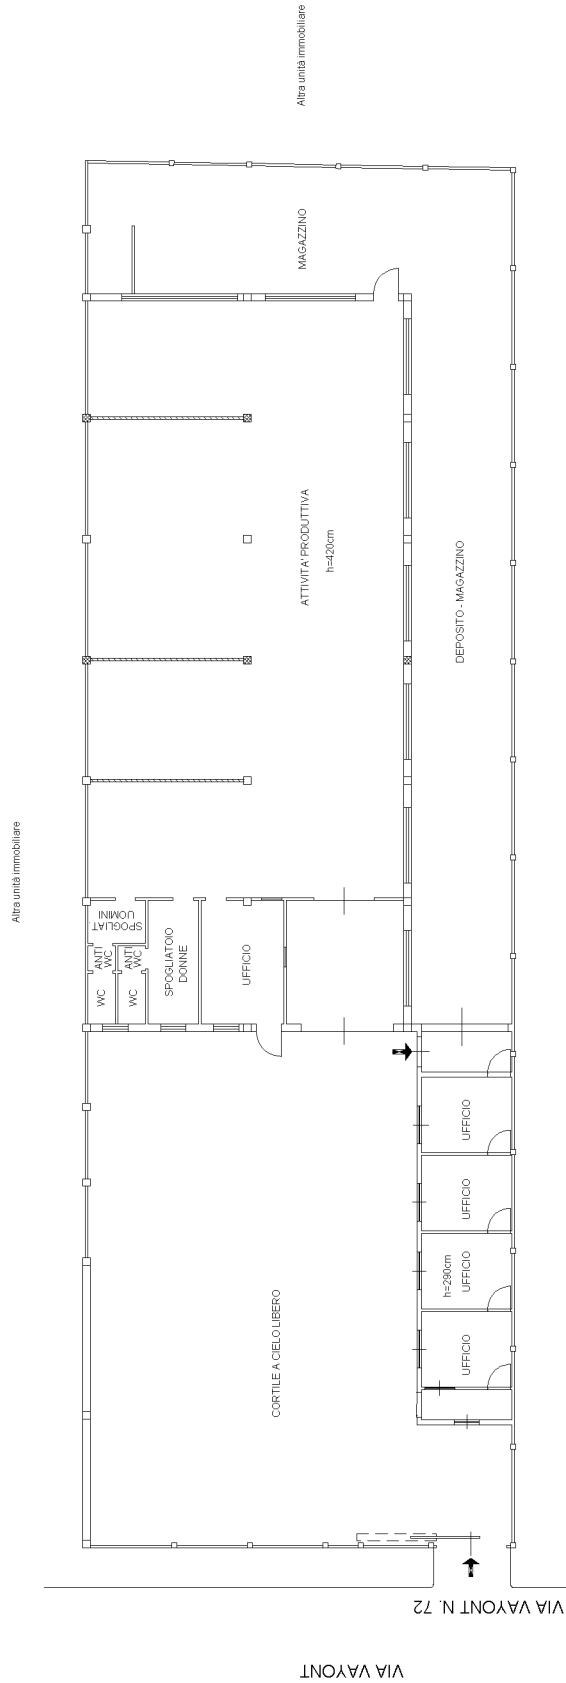 Altra unità immobiliare
MAGAZZINO
ATTIVITA' PRODUTTIVA
h=420cm
DEPOSITO - MAGAZZINO
Altra unità immobiliare
SPOGLIAT.
UOMINI
ANTI
WC
ANTI
WC
WC
WC
SPOGLIATOIO
DONNE
UFFICIO
UFFICIO
UFFICIO
h=290cm
UFFICIO
UFFICIO
CORTILE A CIELO LIBERO
VIA VAYONT N. 72
VIA VAYONT